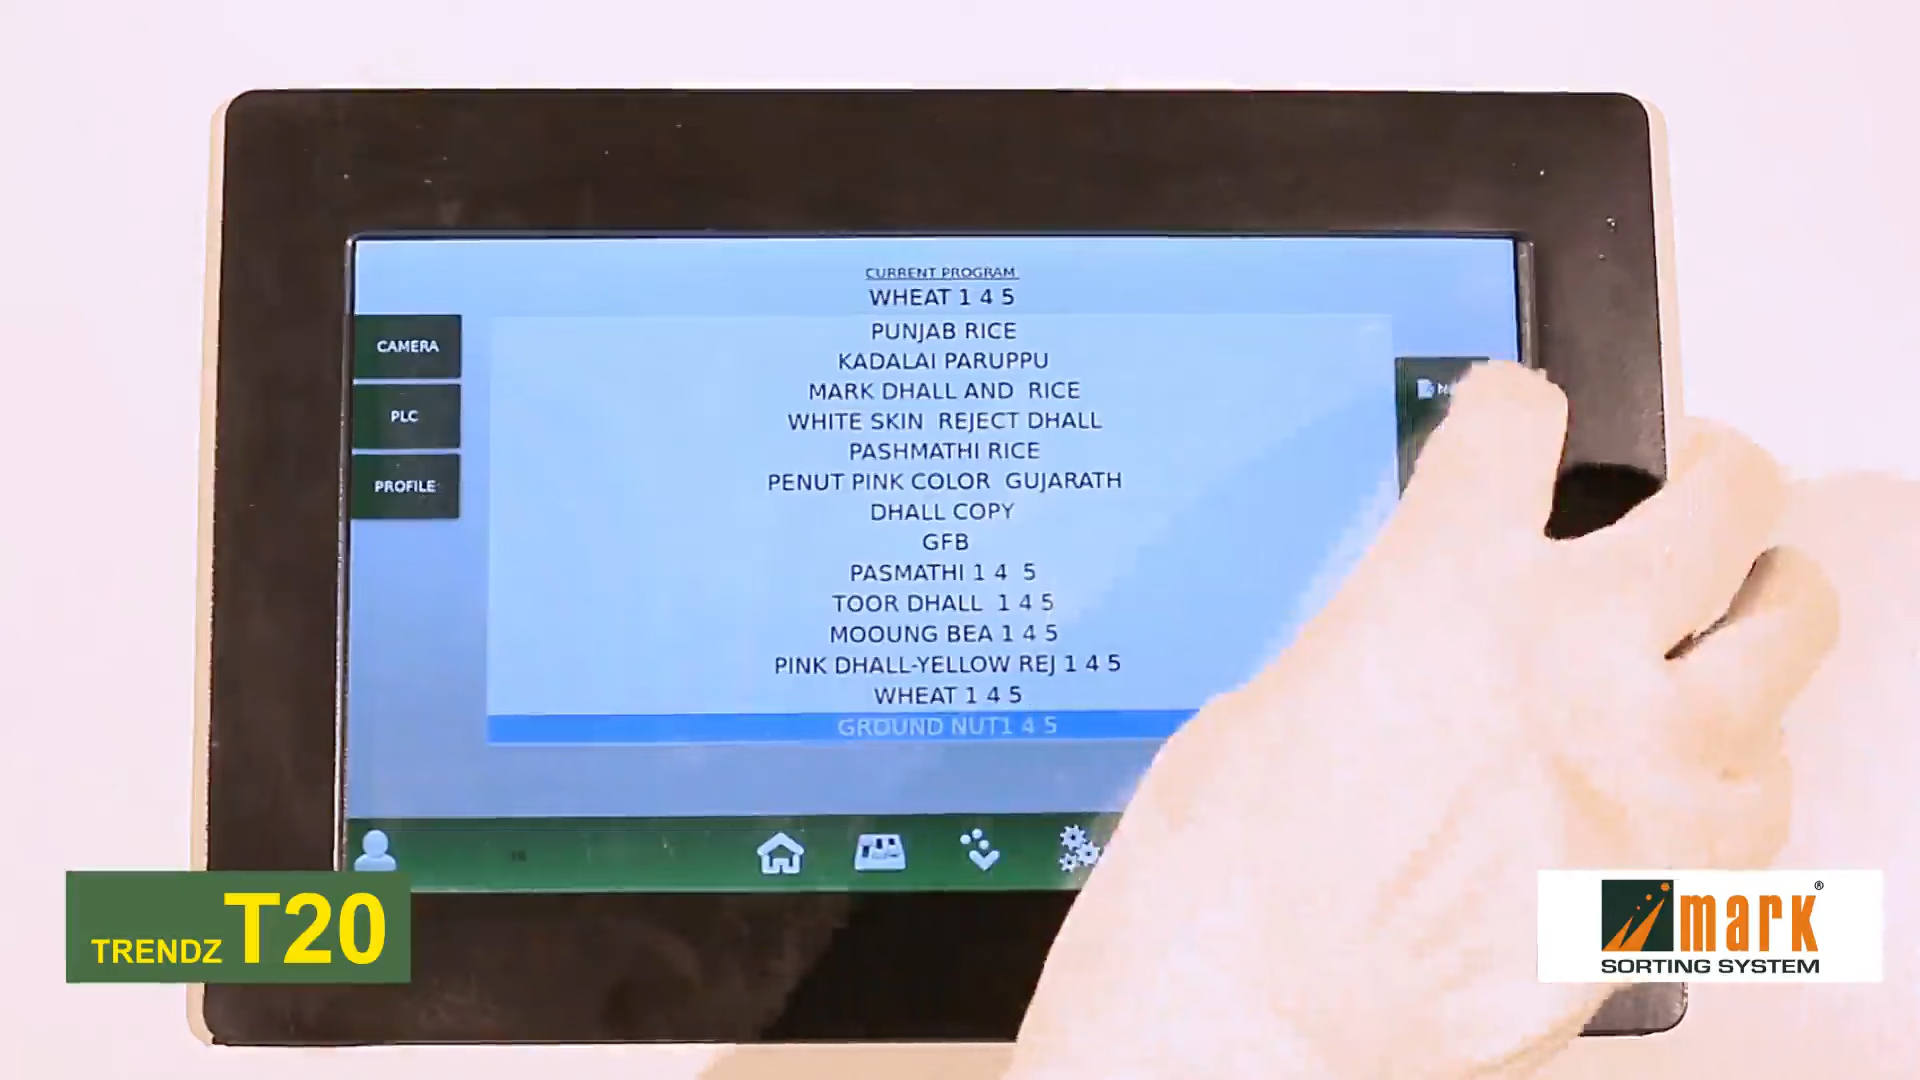 CURRENT PROGRAM
WHEAT 1 4 5
CAMERA
PLC
PROFILE
PUNJAB RICE
KADALAI PARUPPU
MARK DHALL AND RICE
WHITE SKIN REJECT DHALL
PASHMATHI RICE
PENUT PINK COLOR GUJARATH
DHALL COPY
GFB
PASMATHI 1 4 5
TOOR DHALL 1 4 5
MOOUNG BEA 1 4 5
PINK DHALL-YELLOW REJ 1 4 5
WHEAT 1 4 5
GROUND NUT1 4 5
TRENDZ T20
mark®
SORTING SYSTEM